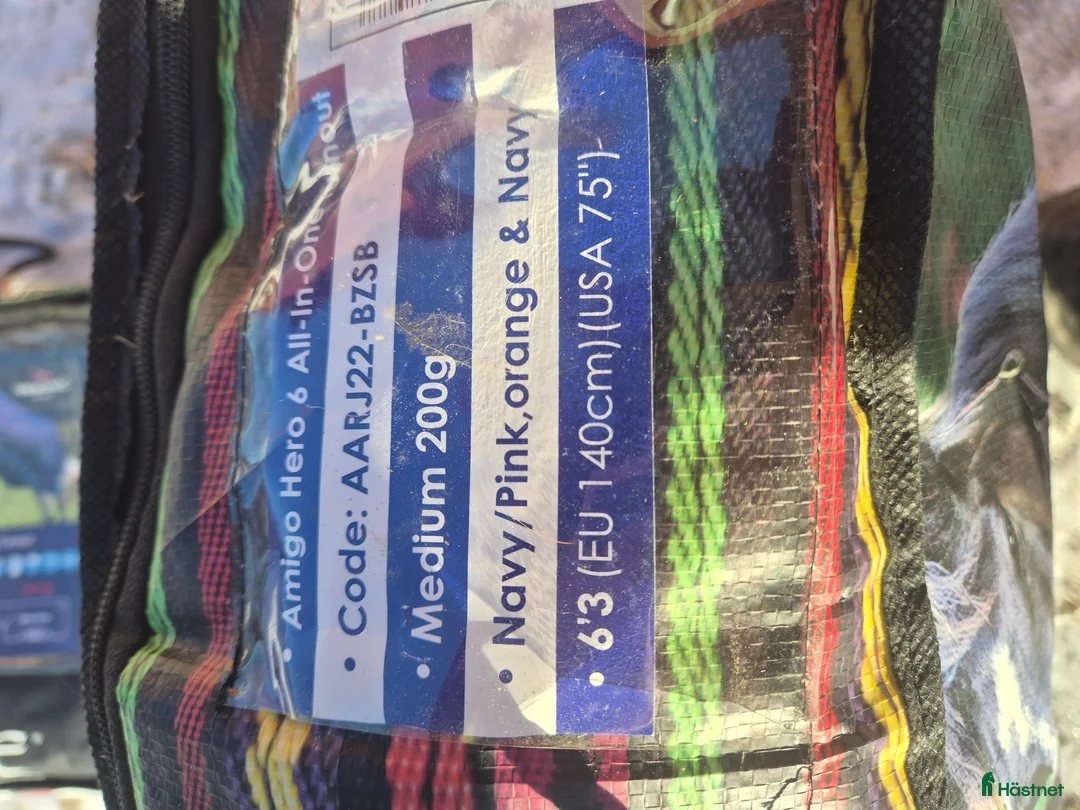 • Amigo Hero 6 All-In-One Turnout
• Code: AARJ22-BZSB
• Medium 200g
• Navy/Pink,orange & Navy
• 6'3 (EU 140cm)(USA 75")
Hästnet